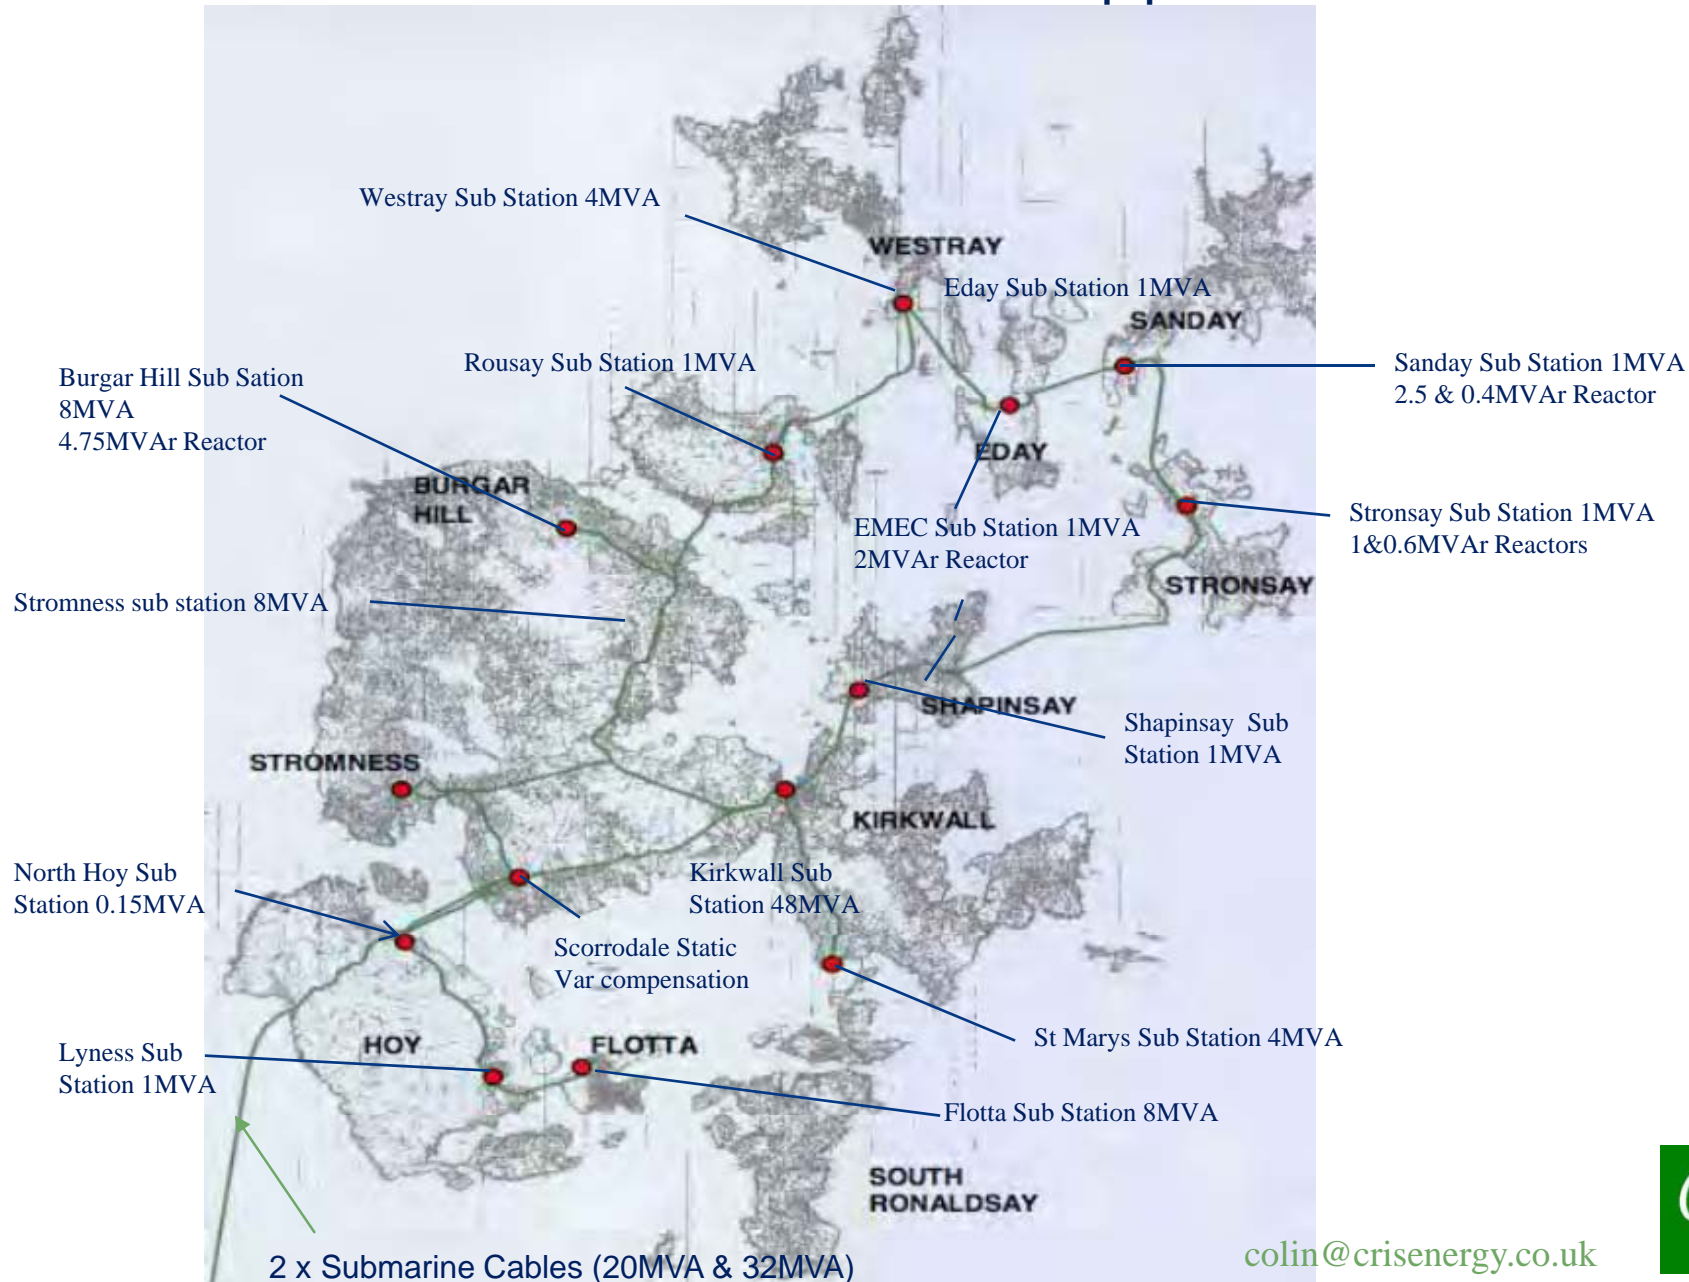 Westray Sub Station 4MVA
WESTRAY
Eday Sub Station 1MVA
SANDAY
Rousay Sub Station 1MVA
Sanday Sub Station 1MVA
2.5 & 0.4MVAr Reactor
Burgar Hill Sub Sation
8MVA
4.75MVAr Reactor
EDAY
BURGAR
HILL
EMEC Sub Station 1MVA
2MVAr Reactor
Stronsay Sub Station 1MVA
1&0.6MVAr Reactors
STRONSAY
Stromness sub station 8MVA
SHAPINSAY
Shapinsay Sub
Station 1MVA
STROMNESS
KIRKWALL
North Hoy Sub
Station 0.15MVA
Kirkwall Sub
Station 48MVA
Scorrodale Static
Var compensation
HOY
FLOTTA
St Marys Sub Station 4MVA
Lyness Sub
Station 1MVA
Flotta Sub Station 8MVA
SOUTH
RONALDSAY
2 x Submarine Cables (20MVA & 32MVA)
colin@crisenergy.co.uk